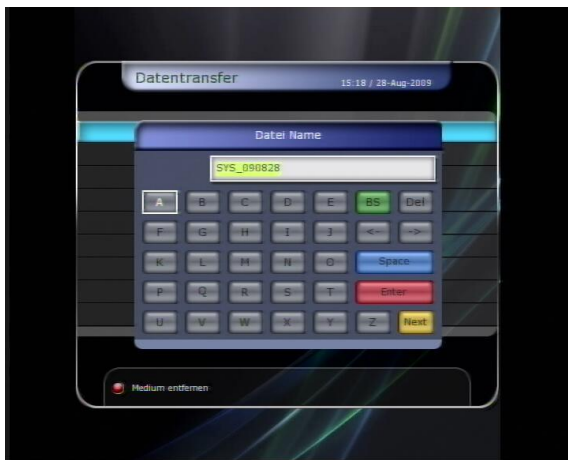 Datentransfer
15:18 / 28-Aug-2009
Datei Name
SYS_090828
A B C D E BS Del
F G H I J <- ->
K L M N O Space
P Q R S T Enter
U V W X Y Z Next
Medium entfernen